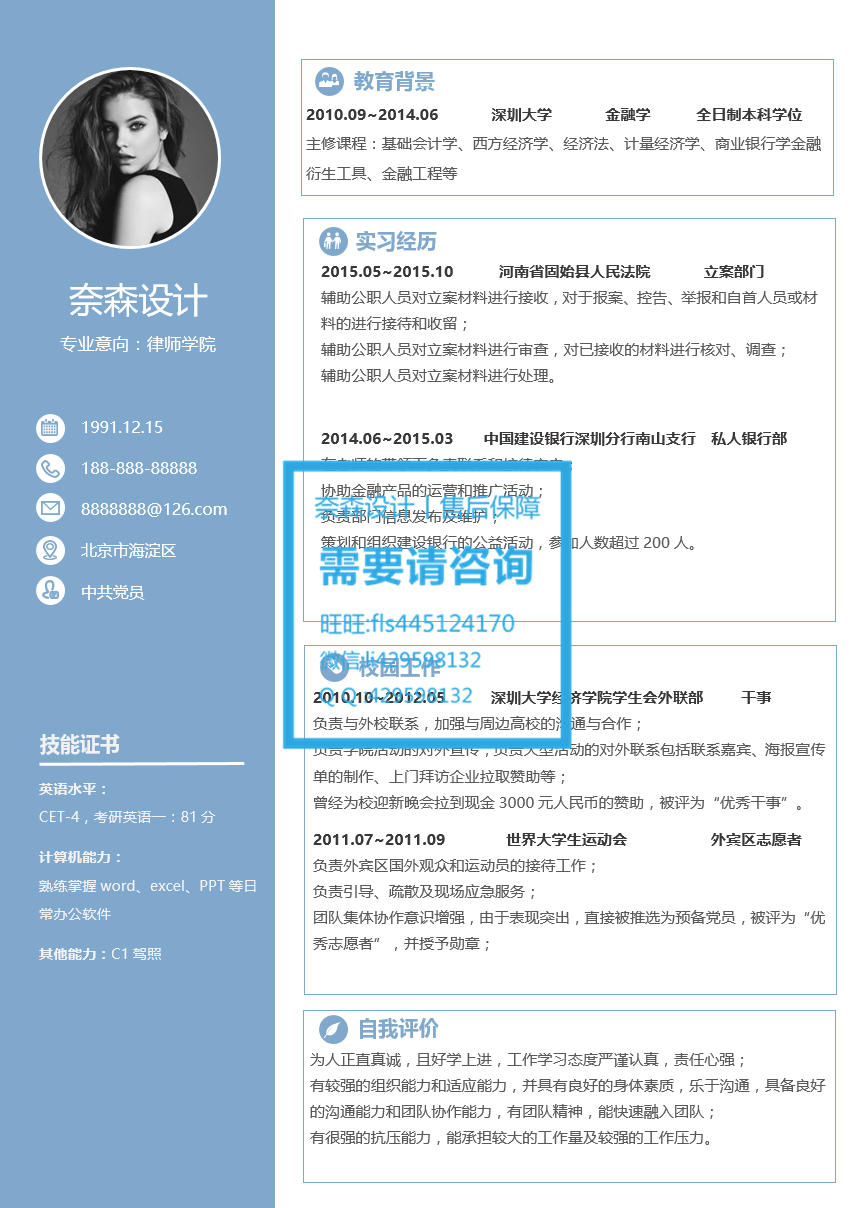 奈森设计
专业意向：律师学院
1991.12.15
188-888-88888
8888888@126.com
北京市海淀区
中共党员
技能证书
英语水平：
CET-4，考研英语一：81 分
计算机能力：
熟练掌握 word、excel、PPT 等日
常办公软件
其他能力：C1 驾照
教育背景
2010.09~2014.06 深圳大学 金融学 全日制本科学位
主修课程：基础会计学、西方经济学、经济法、计量经济学、商业银行学金融
衍生工具、金融工程等
实习经历
2015.05~2015.10 河南省固始县人民法院 立案部门
辅助公职人员对立案材料进行接收，对于报案、控告、举报和自首人员或材
料的进行接待和收留；
辅助公职人员对立案材料进行审查，对已接收的材料进行核对、调查；
辅助公职人员对立案材料进行处理。
2014.06~2015.03 中国建设银行深圳分行南山支行 私人银行部
协助金融产品的运营和推广活动；
负责部门信息发布及维护；
策划和组织建设银行的公益活动，参加人数超过 200 人。
奈森设计丨售后保障
需要请咨询
旺旺:fls445124170
微信:li429598132
Q Q :429598132
校园工作
2010.10~2012.05 深圳大学经济学院学生会外联部 干事
负责与外校联系，加强与周边高校的沟通与合作；
负责学院活动的对外宣传，负责大型活动的对外联系包括联系嘉宾、海报宣传
单的制作、上门拜访企业拉取赞助等；
曾经为校迎新晚会拉到现金 3000 元人民币的赞助，被评为“优秀干事”。
2011.07~2011.09 世界大学生运动会 外宾区志愿者
负责外宾区国外观众和运动员的接待工作；
负责引导、疏散及现场应急服务；
团队集体协作意识增强，由于表现突出，直接被推选为预备党员，被评为“优
秀志愿者”，并授予勋章；
自我评价
为人正直真诚，且好学上进，工作学习态度严谨认真，责任心强；
有较强的组织能力和适应能力，并具有良好的身体素质，乐于沟通，具备良好
的沟通能力和团队协作能力，有团队精神，能快速融入团队；
有很强的抗压能力，能承担较大的工作量及较强的工作压力。